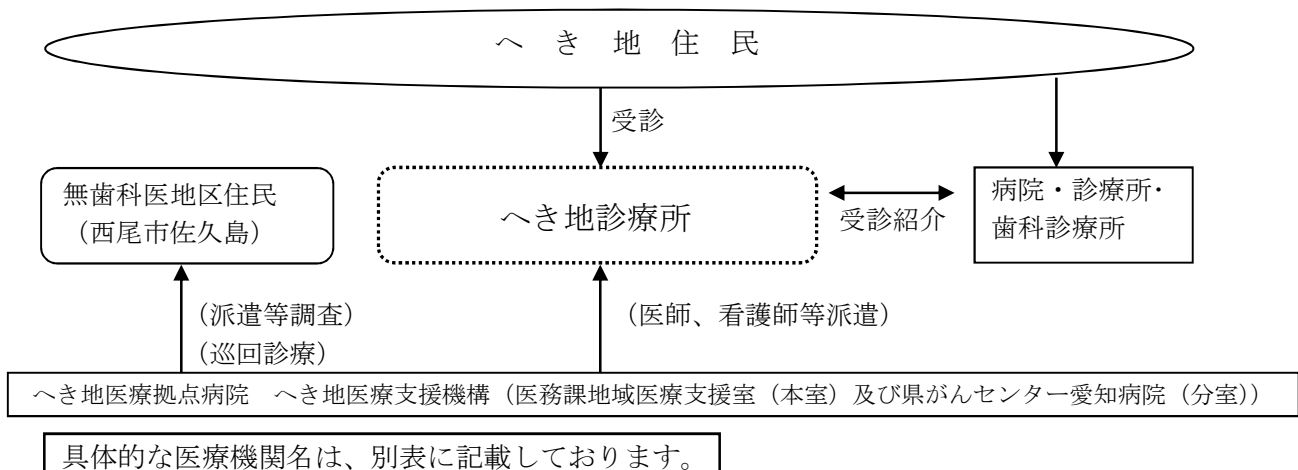 へ き 地 住 民
受診
無歯科医地区住民
（西尾市佐久島）
へき地診療所
受診紹介
病院・診療所・
歯科診療所
（派遣等調査）
（巡回診療）
（医師、看護師等派遣）
へき地医療拠点病院　へき地医療支援機構（医務課地域医療支援室（本室）及び県がんセンター愛知病院（分室））
具体的な医療機関名は、別表に記載しております。